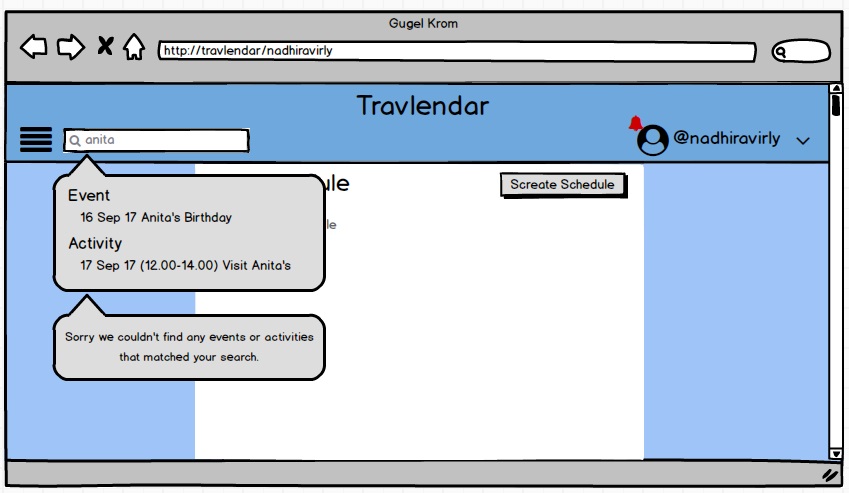 Gugel Krom
http://travlendar/nadhiravirly
Travlendar
anita
@nadhiravirly
ule
Screate Schedule
le
Event
16 Sep 17 Anita's Birthday
Activity
17 Sep 17 (12.00-14.00) Visit Anita's
Sorry we couldn't find any events or activities
that matched your search.